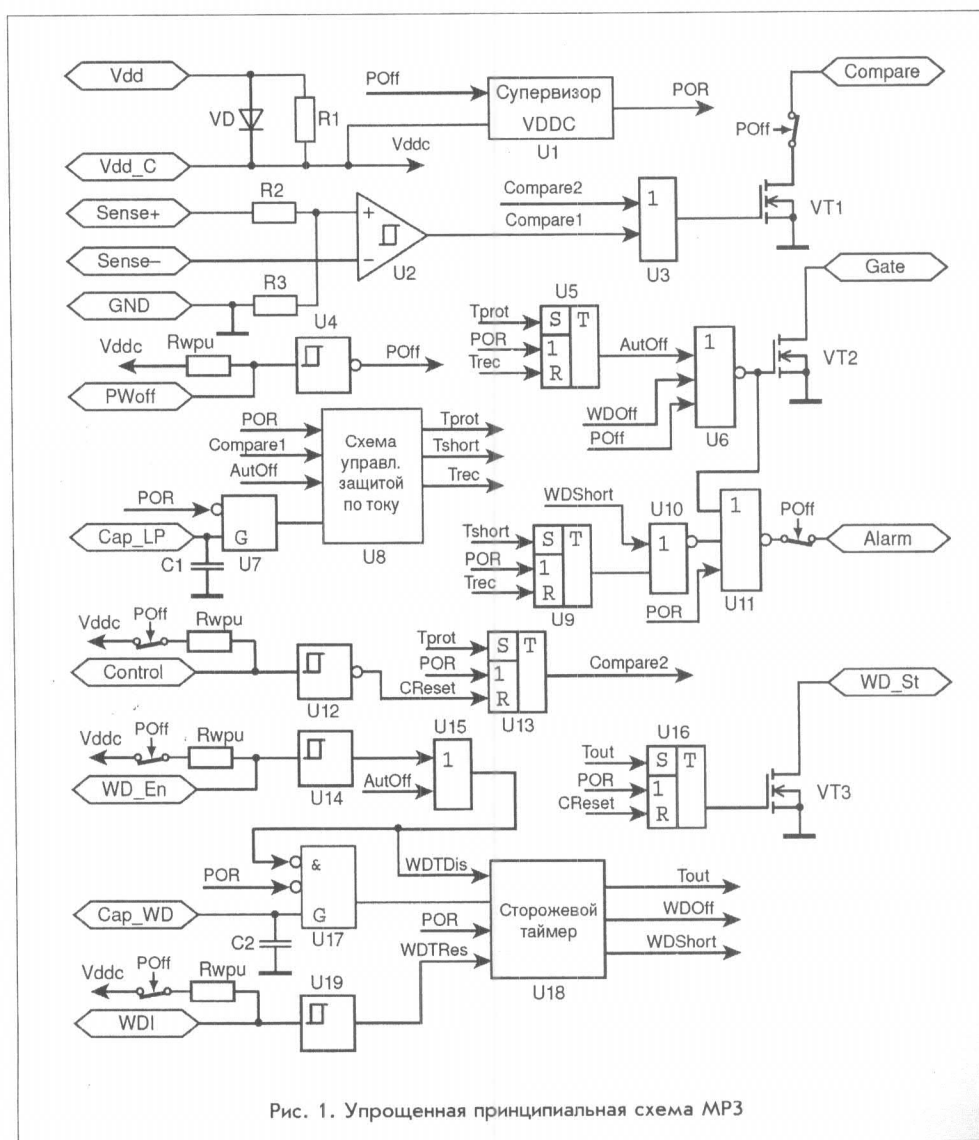 Vdd
VD
R1
Vdd_C
Vddc
POff
Супервизор
VDDC
U1
POR
Compare
POff
VT1
Sense+
R2
Sense–
R3
GND
+
–
U2
Compare2
Compare1
1
U3
Gate
VT2
Vddc
Rwpu
PWoff
U4
POff
U5
Tprot
POR
Trec
S T
1
R
AutOff
WDOff
POff
1
U6
POR
Compare1
AutOff
Схема
управл.
защитой
по току
U8
Tprot
Tshort
Trec
POR
Cap_LP
C1
G
U7
WDShort
U10
1
Tshort
POR
Trec
S T
1
R
U9
POR
1
U11
POff
Alarm
Vddc
POff
Rwpu
Control
U12
Tprot
POR
CReset
S T
1
R
U13
Compare2
Vddc
POff
Rwpu
WD_En
U14
AutOff
U15
1
WD_St
U16
Tout
POR
CReset
S T
1
R
VT3
POR
&
G
U17
Cap_WD
C2
WDTDis
POR
WDTRes
Сторожевой
таймер
U18
Tout
WDOff
WDShort
Vddc
POff
Rwpu
WDI
U19
Рис. 1. Упрощенная принципиальная схема МР3